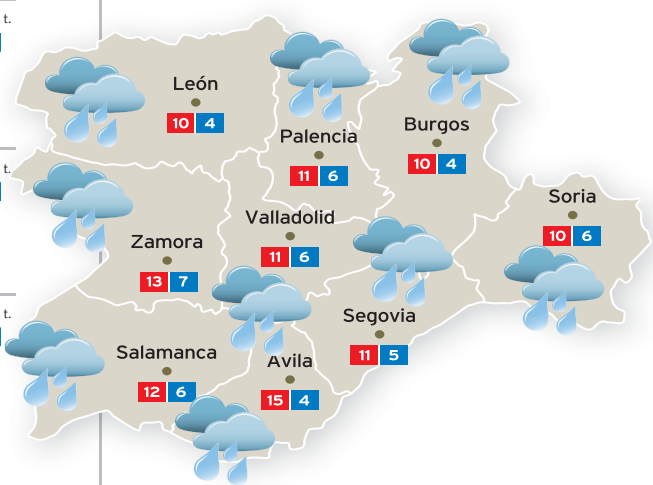 t.
León
10 4
Palencia
11 6
Burgos
10 4
t.
Soria
10 6
Valladolid
11 6
Zamora
13 7
t.
Segovia
11 5
Salamanca
12 6
Ávila
15 4